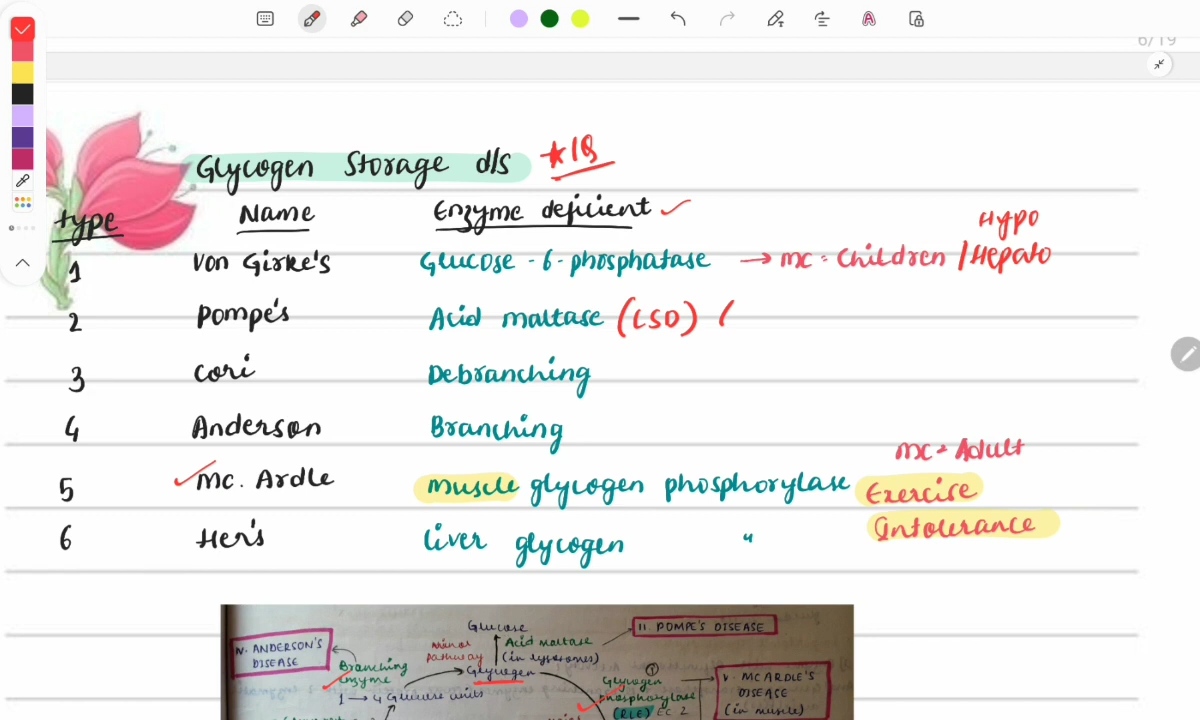 6/19
Glycogen Storage d/s ★1Q
type Name Enzyme deficient ✓
Hypo
1 Von Girke's Glucose-6-phosphatase → mc = Children / Hepato
2 Pompe's Acid maltase (LSD) (
3 Cori Debranching
4 Anderson Branching
mc = Adult
5 Mc. Ardle muscle glycogen phosphorylase Exercise
Intolerance
6 Her's Liver glycogen "
Glucose
IV. ANDERSON'S DISEASE
Minor Pathway
Acid maltase (in lysosomes)
II. POMPE'S DISEASE
Branching enzyme
Glycogen
1 → 4 Glucose units
①
Glycogen phosphorylase
(RLE) EC 2
V. MC ARDLE'S DISEASE (in muscle)